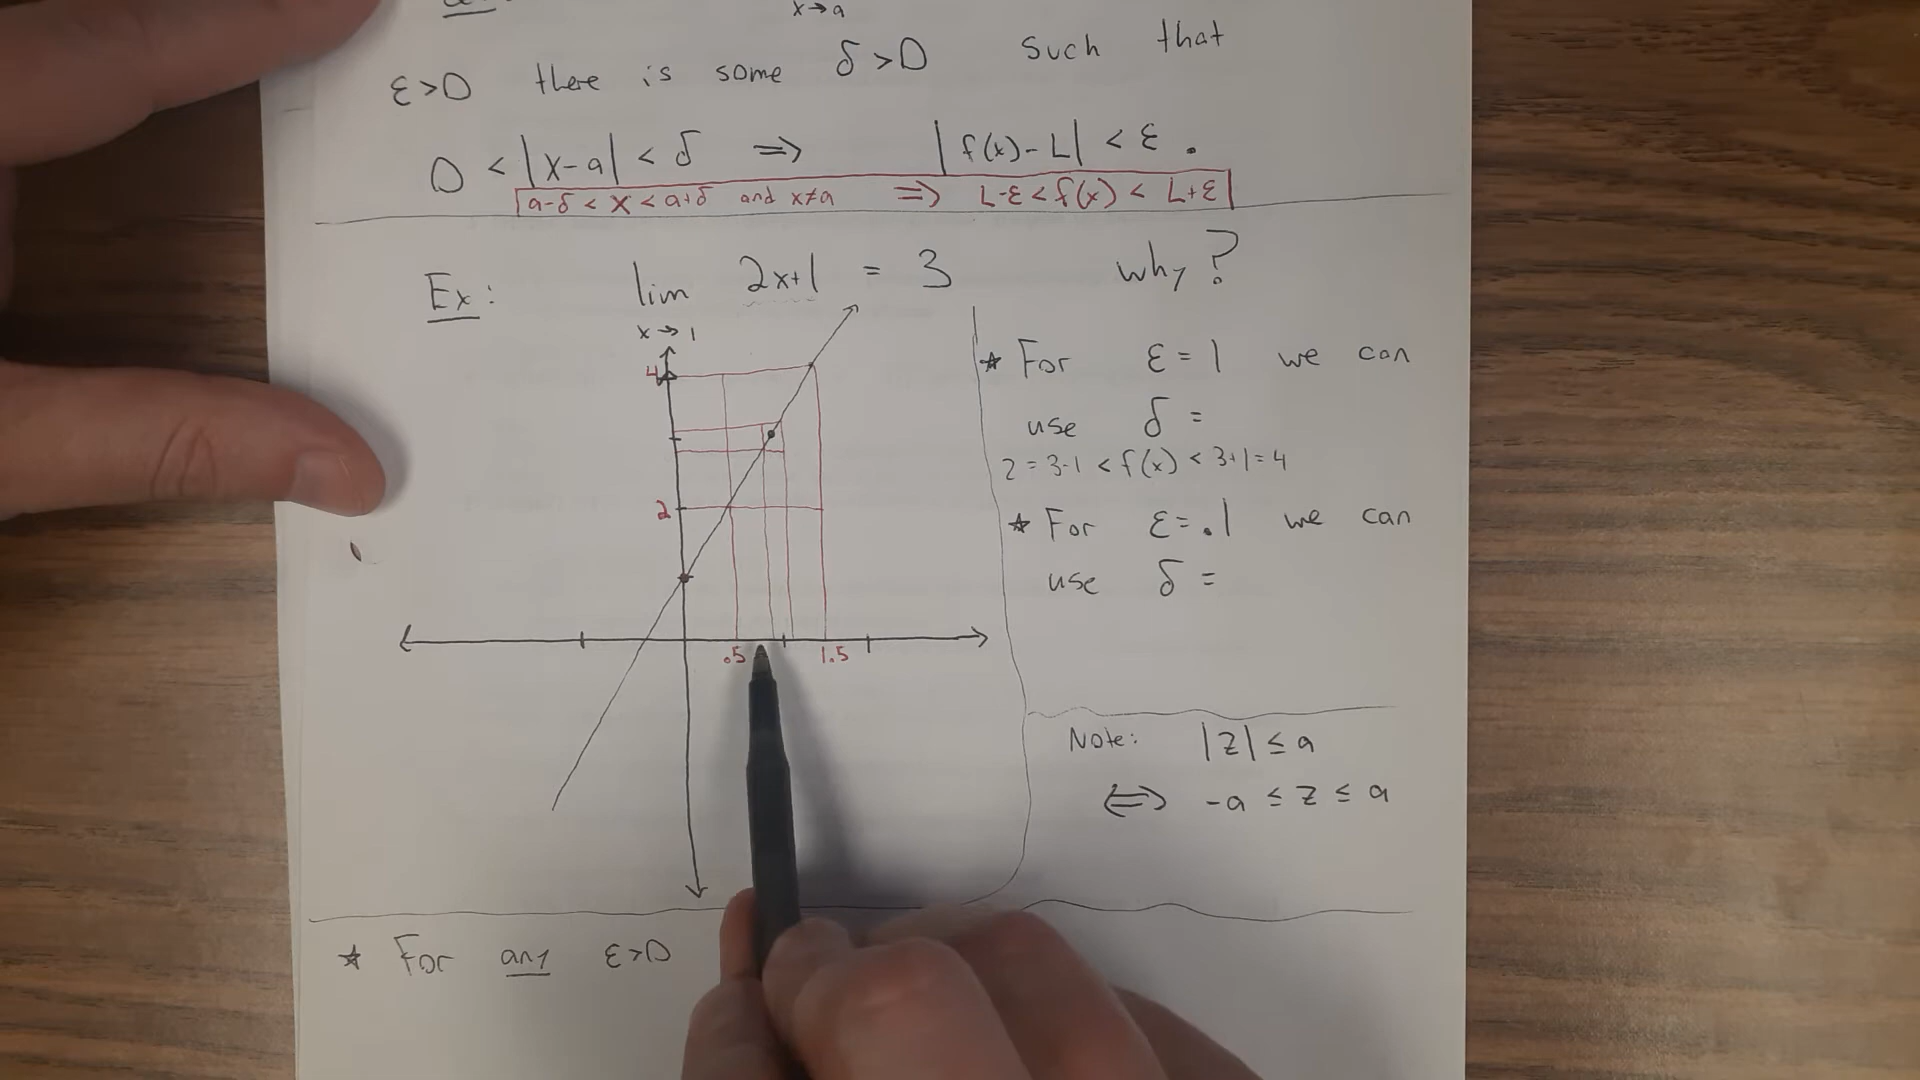 x→a
ε>0 there is some δ>0 such that
0 < |x-a| < δ ⟹ |f(x)-L| < ε.
a-δ < x < a+δ and x≠a ⟹ L-ε < f(x) < L+ε
Ex: lim 2x+1 = 3 why?
x→1
4
2
.5 1.5
* For ε = 1 we can
use δ =
2 = 3-1 < f(x) < 3+1 = 4
* For ε = .1 we can
use δ =
Note: |z| ≤ a
⟺ -a ≤ z ≤ a
* For any ε>0